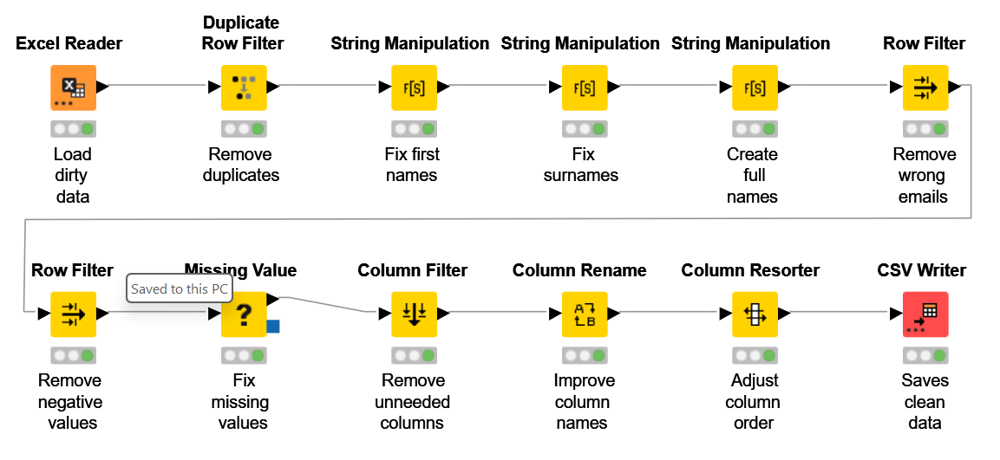 Duplicate
Excel Reader Row Filter String Manipulation String Manipulation String Manipulation Row Filter
F[S] F[S] F[S]
Load Remove Fix first Fix Create Remove
dirty duplicates names surnames full wrong
data names emails
Row Filter Missing Value Column Filter Column Rename Column Resorter CSV Writer
Saved to this PC
? A B
Remove Fix Remove Improve Adjust Saves
negative missing unneeded column column clean
values values columns names order data